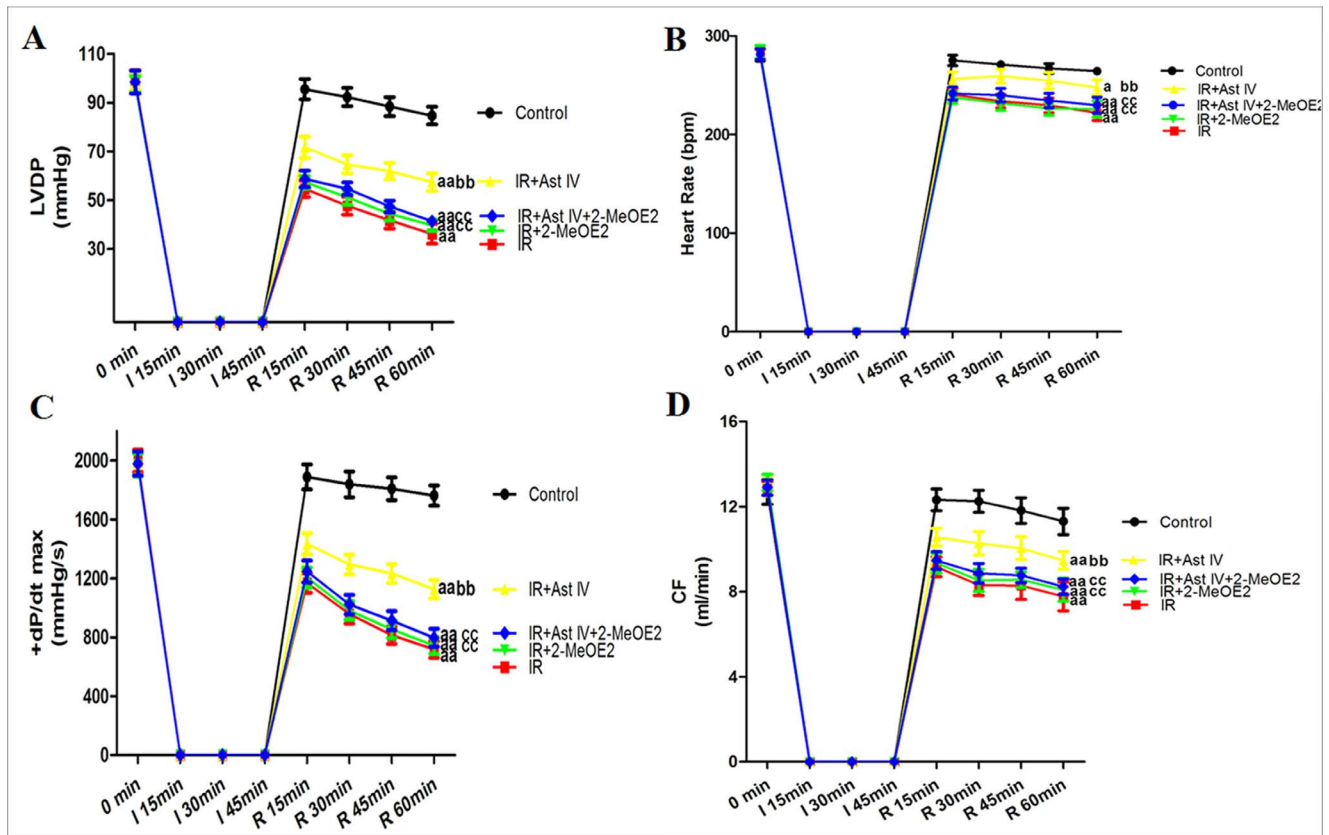 A
110
90
70
50
30
LVDP
(mmHg)
Control
aabb IR+Ast IV
aacc IR+Ast IV+2-MeOE2
aacc IR+2-MeOE2
aa IR
0 min I 15min I 30min I 45min R 15min R 30min R 45min R 60min
B
300
200
100
0
Heart Rate (bpm)
Control
a bb IR+Ast IV
aa cc IR+Ast IV+2-MeOE2
aa cc IR+2-MeOE2
aa IR
0 min I 15min I 30min I 45min R 15min R 30min R 45min R 60min
C
2000
1600
1200
800
400
0
+dP/dt max
(mmHg/s)
Control
aabb IR+Ast IV
aa cc IR+Ast IV+2-MeOE2
aa cc IR+2-MeOE2
aa IR
0 min I 15min I 30min I 45min R 15min R 30min R 45min R 60min
D
16
12
8
4
0
CF
(ml/min)
Control
aabb IR+Ast IV
aa cc IR+Ast IV+2-MeOE2
aa cc IR+2-MeOE2
aa IR
0 min I 15min I 30min I 45min R 15min R 30min R 45min R 60min